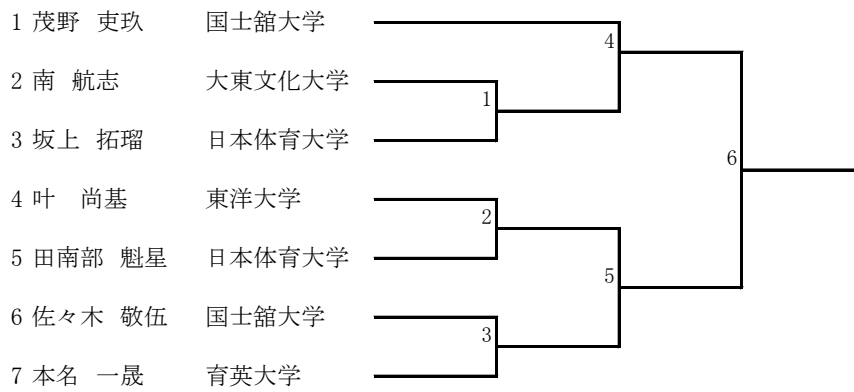 1 茂野 吏玖 国士舘大学
2 南 航志 大東文化大学
3 坂上 拓瑠 日本体育大学
4 叶 尚基 東洋大学
5 田南部 魁星 日本体育大学
6 佐々木 敬伍 国士舘大学
7 本名 一晟 育英大学
4
1
6
2
5
3